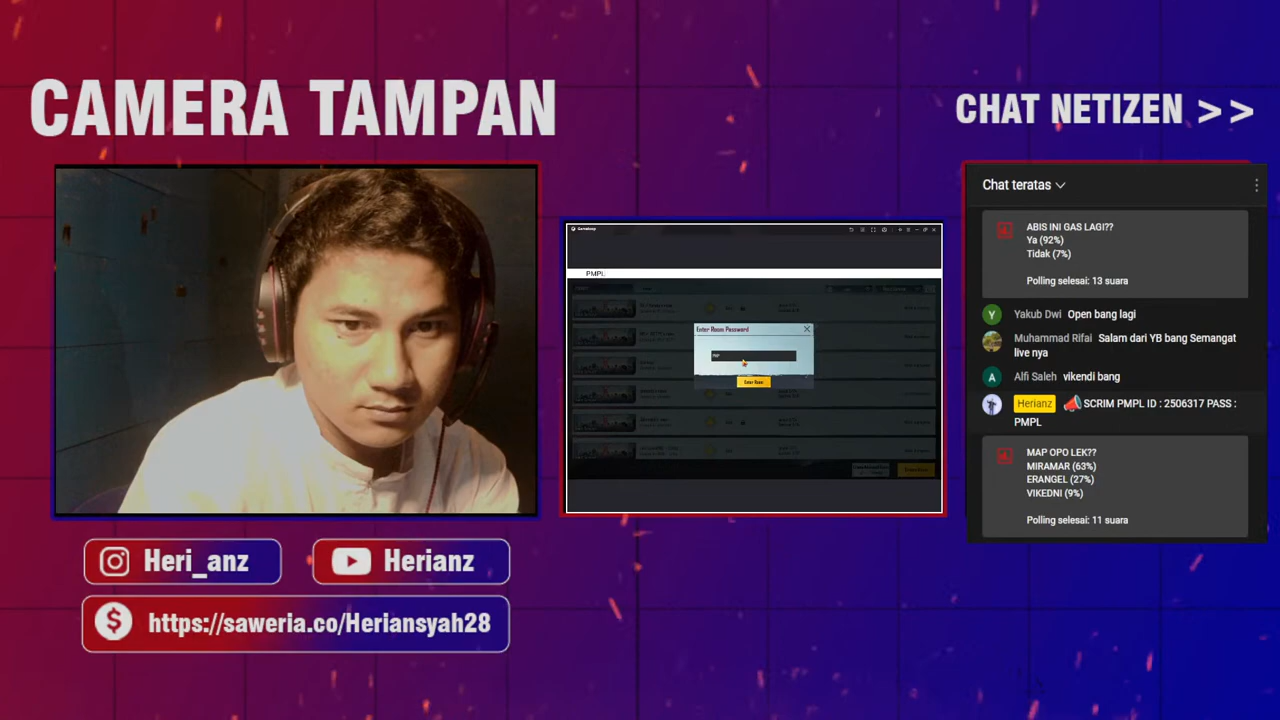 CAMERA TAMPAN
CHAT NETIZEN >>
Chat teratas
ABIS INI GAS LAGI??
Ya (92%)
Tidak (7%)
Polling selesai: 13 suara
Y Yakub Dwi Open bang lagi
Muhammad Rifai Salam dari YB bang Semangat
live nya
A Alfi Saleh vikendi bang
Herianz SCRIM PMPL ID : 2506317 PASS :
PMPL
MAP OPO LEK??
MIRAMAR (63%)
ERANGEL (27%)
VIKEDNI (9%)
Polling selesai: 11 suara
Gameloop
PMPL
Enter Room Password
PMP
Enter Room
Heri_anz
Herianz
$ https://saweria.co/Heriansyah28